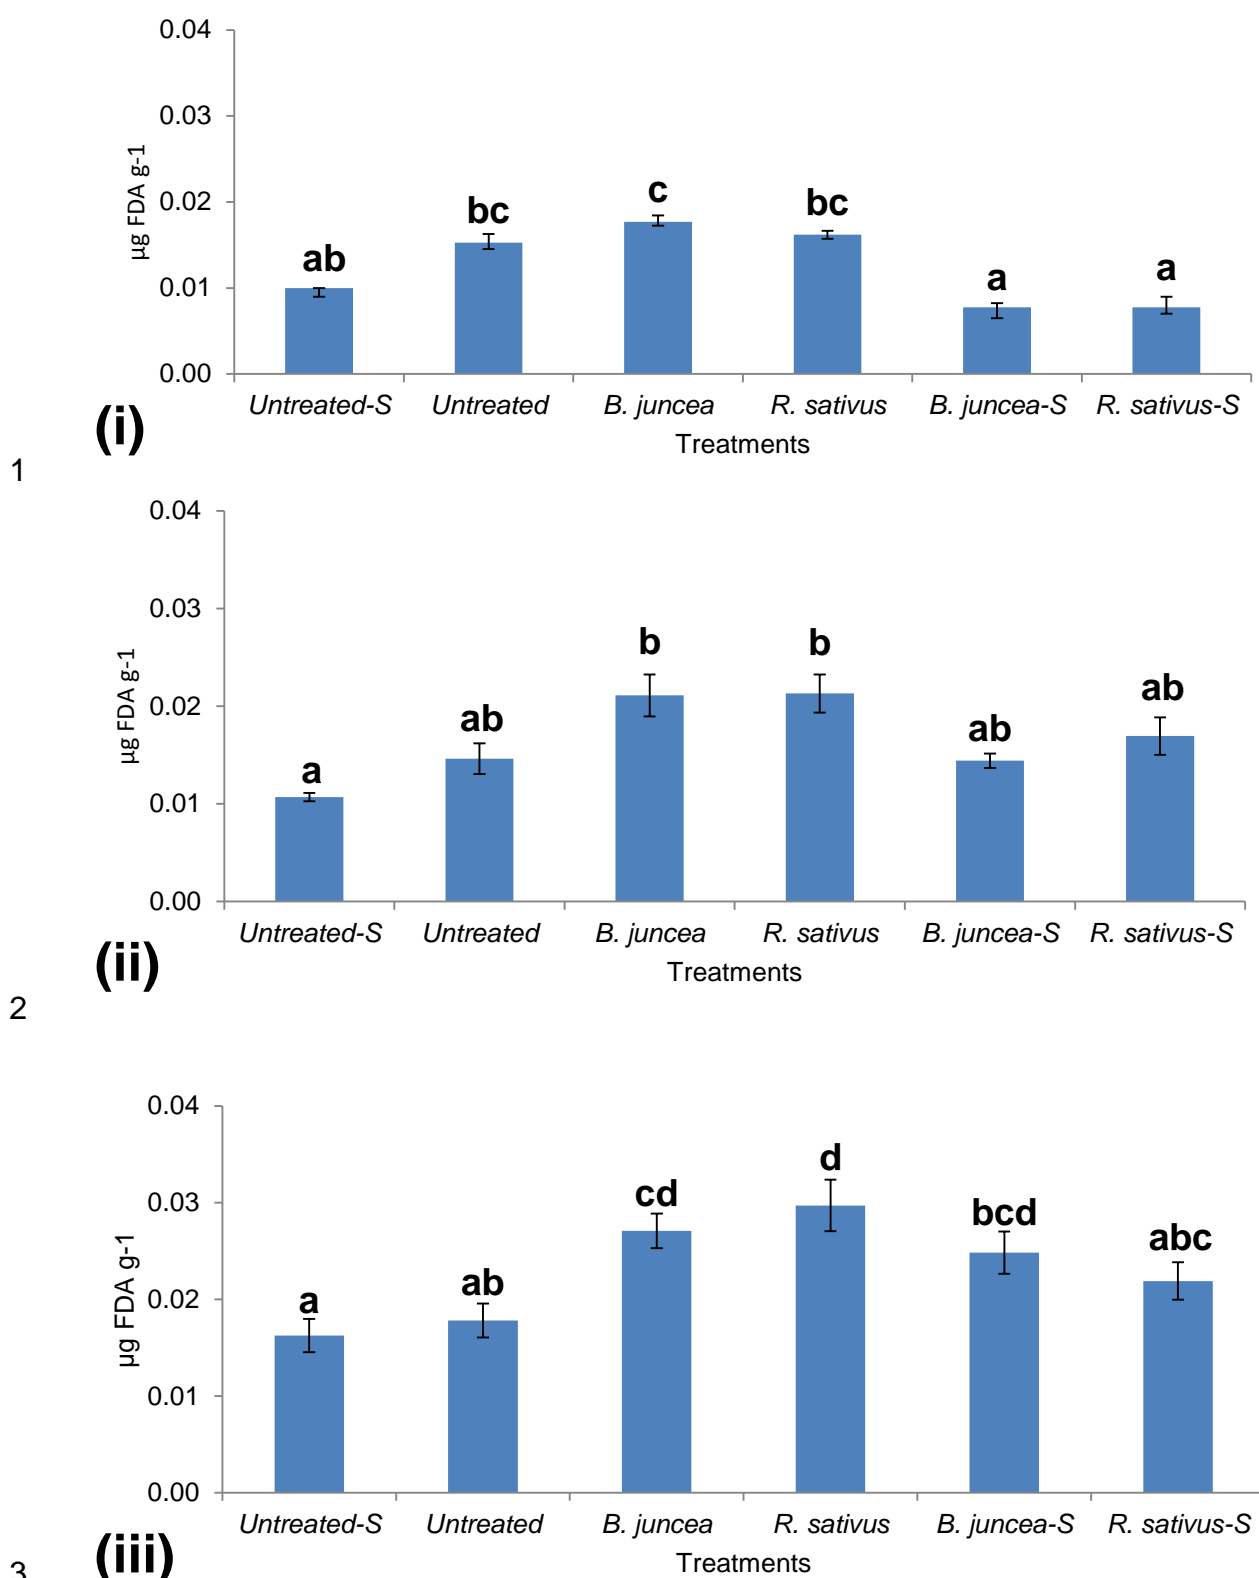 0.04
0.03
0.02
0.01
0.00
µg FDA g-1
ab
bc
c
bc
a
a
Untreated-S Untreated B. juncea R. sativus B. juncea-S R. sativus-S
Treatments
(i)
1
0.04
0.03
0.02
0.01
0.00
µg FDA g-1
a
ab
b
b
ab
ab
Untreated-S Untreated B. juncea R. sativus B. juncea-S R. sativus-S
Treatments
(ii)
2
0.04
0.03
0.02
0.01
0.00
µg FDA g-1
a
ab
cd
d
bcd
abc
Untreated-S Untreated B. juncea R. sativus B. juncea-S R. sativus-S
Treatments
(iii)
3